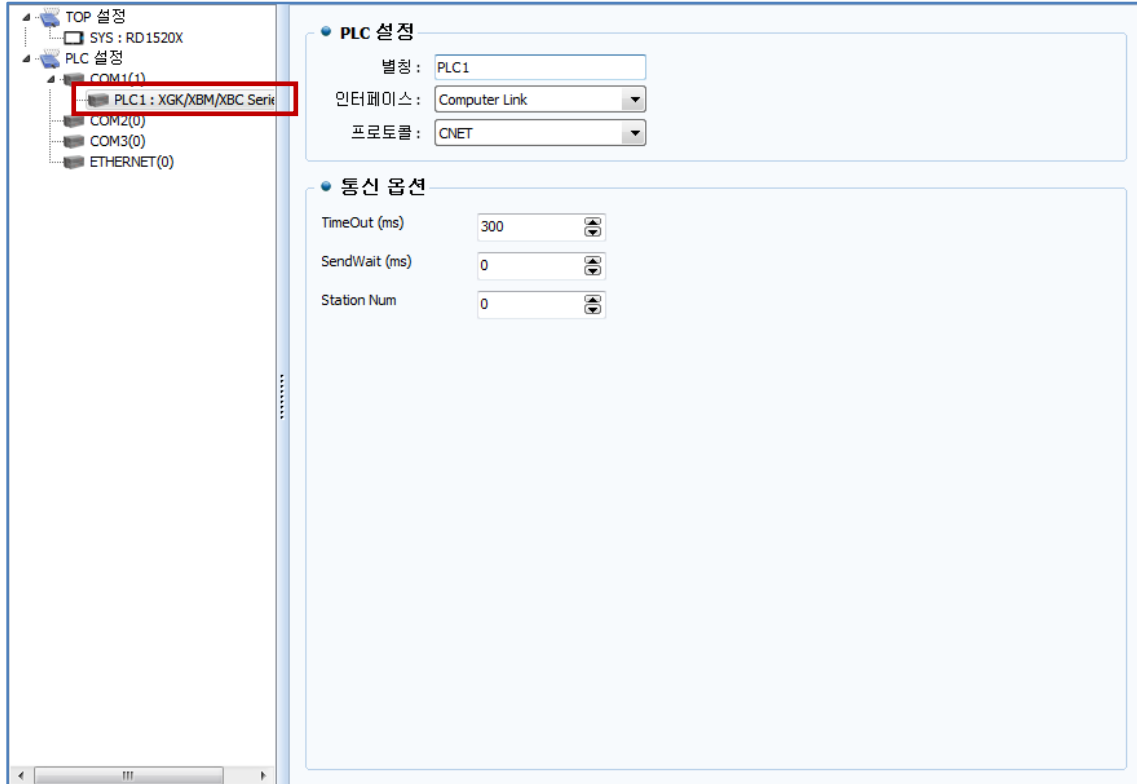 TOP 설정
SYS : RD1520X
PLC 설정
COM1(1)
PLC1 : XGK/XBM/XBC Serie
COM2(0)
COM3(0)
ETHERNET(0)
PLC 설정
별칭 : PLC1
인터페이스 : Computer Link
프로토콜 : CNET
통신 옵션
TimeOut (ms) 300
SendWait (ms) 0
Station Num 0